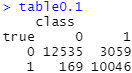 > table0.1
class
true 0 1
0 12535 3059
1 169 10046